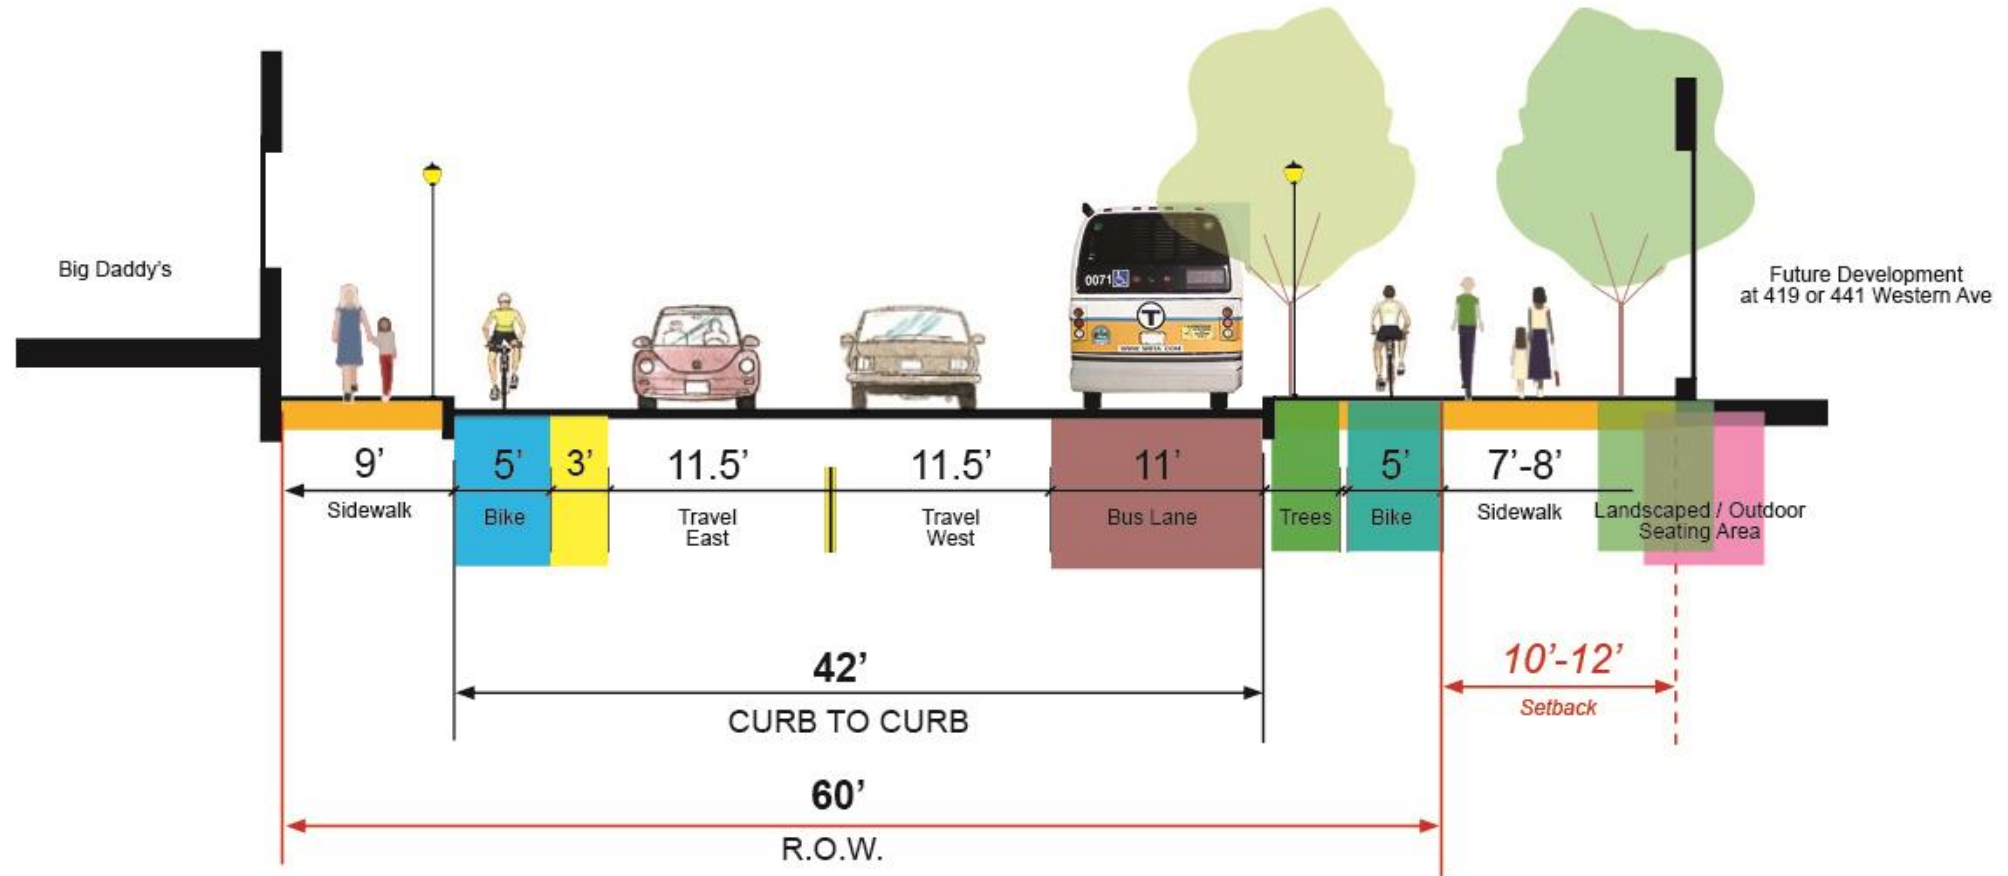 Big Daddy’s
Future Development
at 419 or 441 Western Ave
0071
T
9’
5’
3’
11.5’
11.5’
11’
5’
7’-8’
Sidewalk
Bike
Travel
East
Travel
West
Bus Lane
Trees
Bike
Sidewalk
Landscaped / Outdoor
Seating Area
42’
CURB TO CURB
10’-12’
Setback
60’
R.O.W.